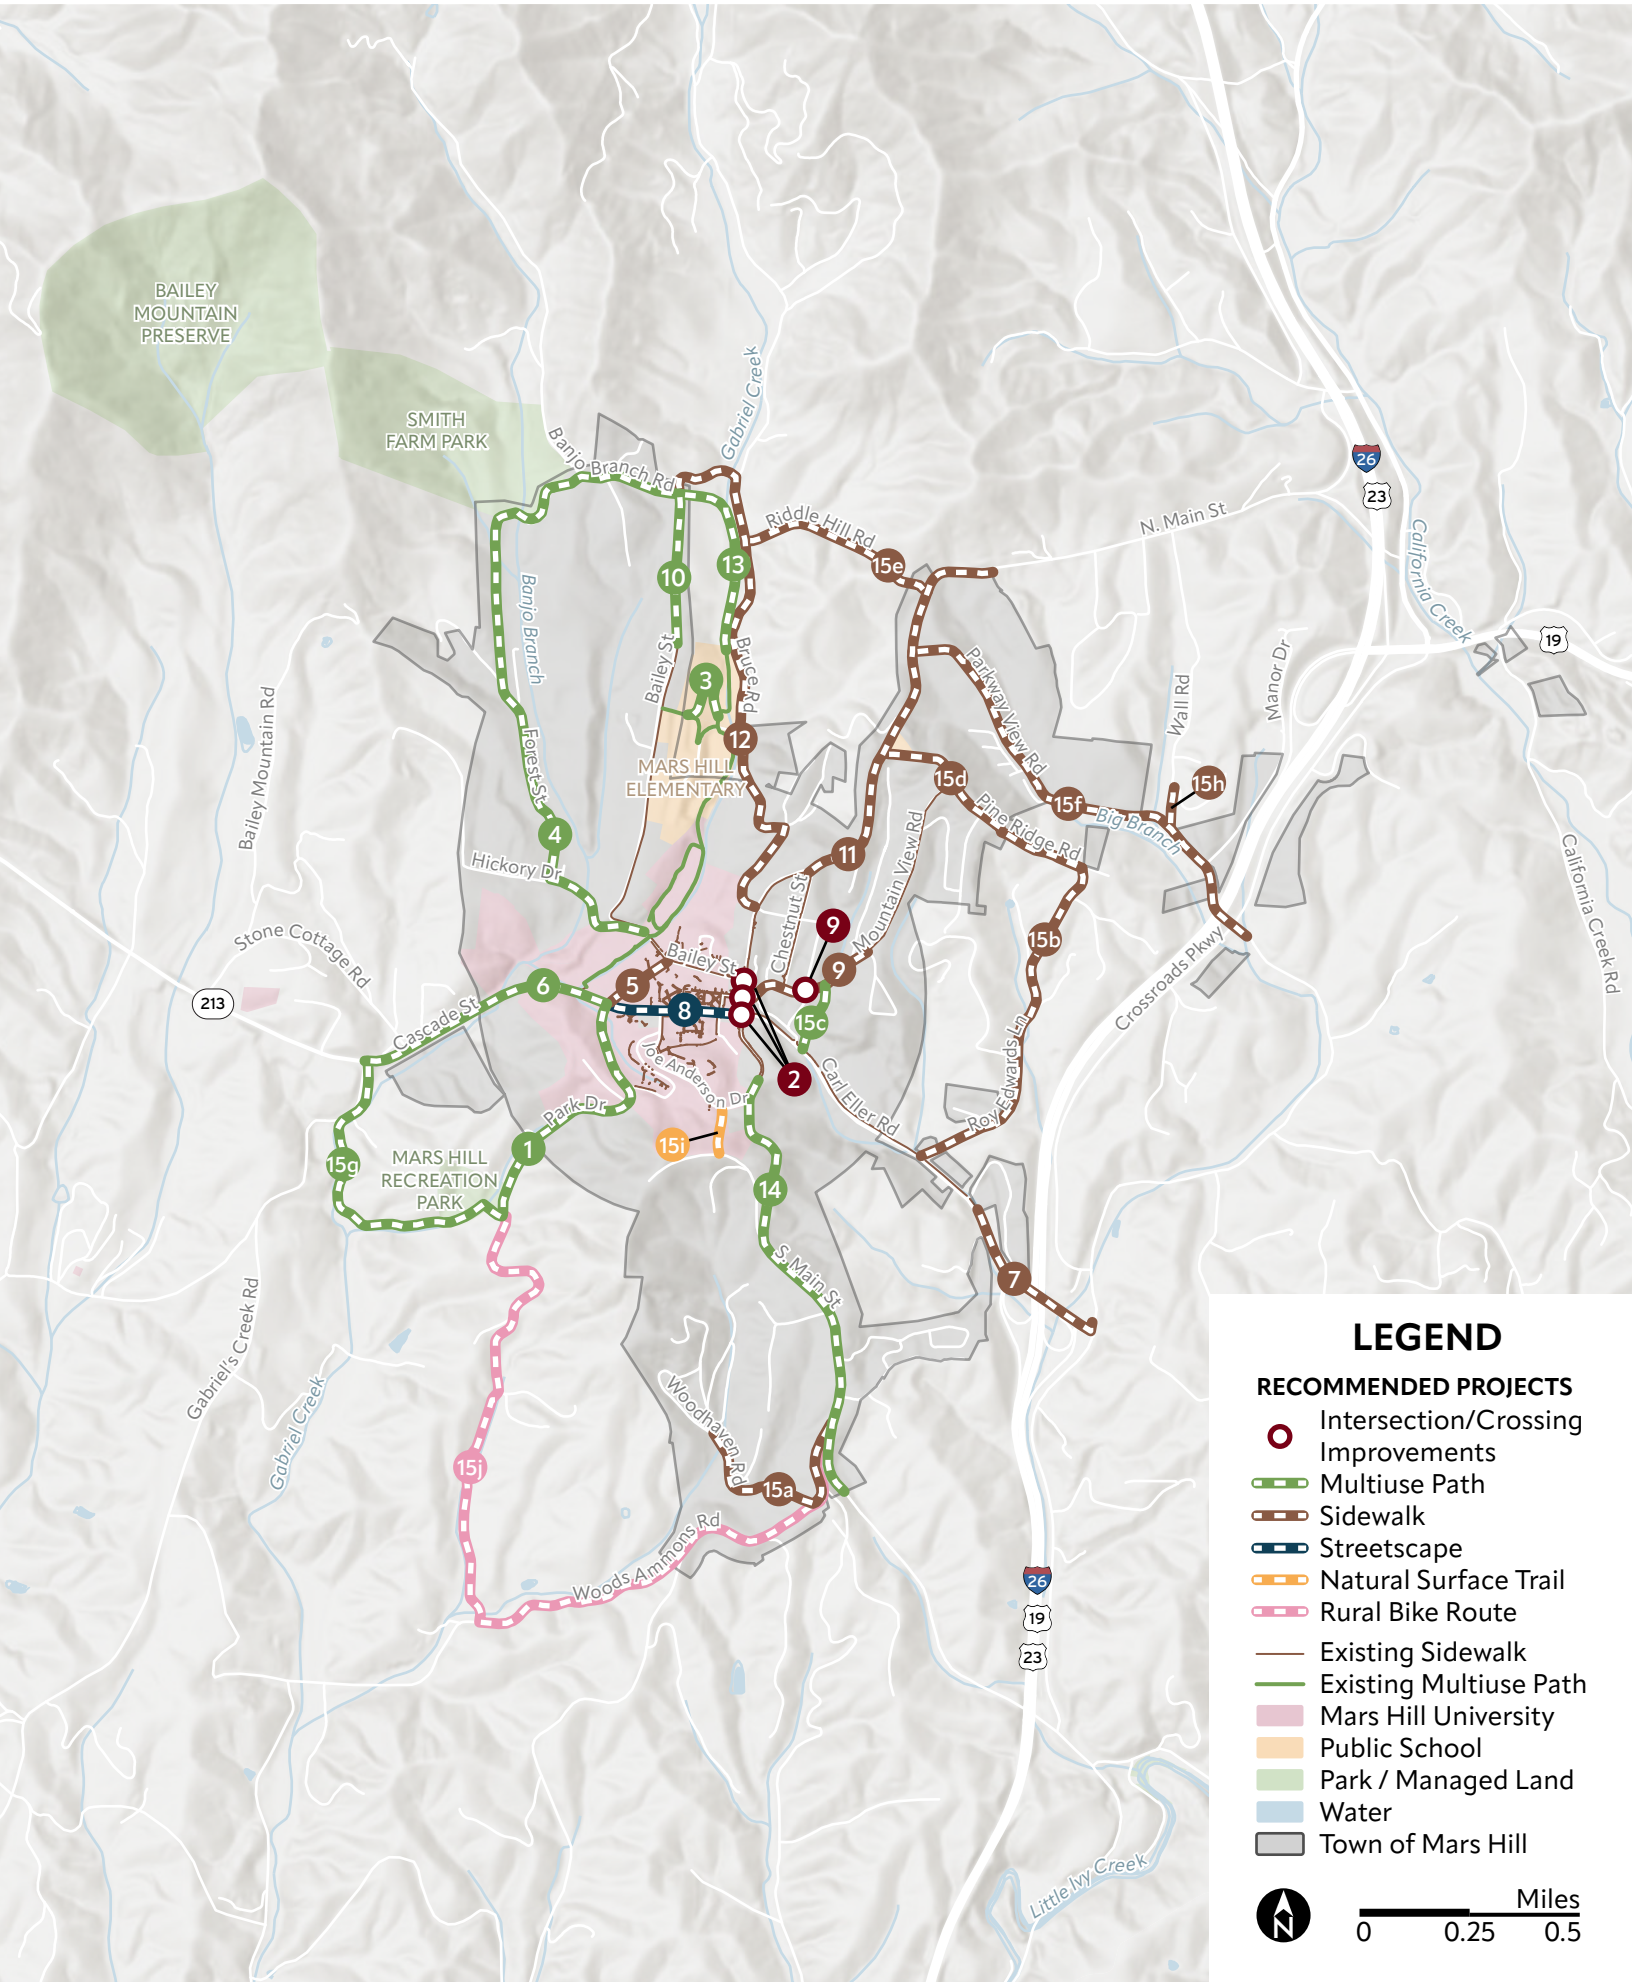 BAILEY
MOUNTAIN
PRESERVE
SMITH
FARM PARK
Gabriel Creek
Banjo Branch Rd
26
23
N. Main St
Riddle Hill Rd
California Creek
15e
13
10
Banjo Branch
19
Bailey St
Bruce Rd
3
Parkway View Rd
Wall Rd
Manor Dr
Bailey Mountain Rd
12
Forest St
MARS HILL
ELEMENTARY
15d
15h
15f
Big Branch
Pine Ridge Rd
4
11
Mountain View Rd
Hickory Dr
Chestnut St
California Creek Rd
9
Stone Cottage Rd
Bailey St
9
15b
Crossroads Pkwy
213
6
5
8
15c
Cascade St
Joe Anderson Dr
2
Carl Eller Rd
Roy Edwards Ln
Park Dr
1
15i
15g
MARS HILL
RECREATION
PARK
14
S. Main St
7
Gabriel's Creek Rd
Gabriel Creek
Woodhaven Rd
15j
15a
Woods Ammons Rd
26
19
23
Little Ivy Creek
LEGEND
RECOMMENDED PROJECTS
Intersection/Crossing
Improvements
Multiuse Path
Sidewalk
Streetscape
Natural Surface Trail
Rural Bike Route
Existing Sidewalk
Existing Multiuse Path
Mars Hill University
Public School
Park / Managed Land
Water
Town of Mars Hill
N
Miles
0 0.25 0.5